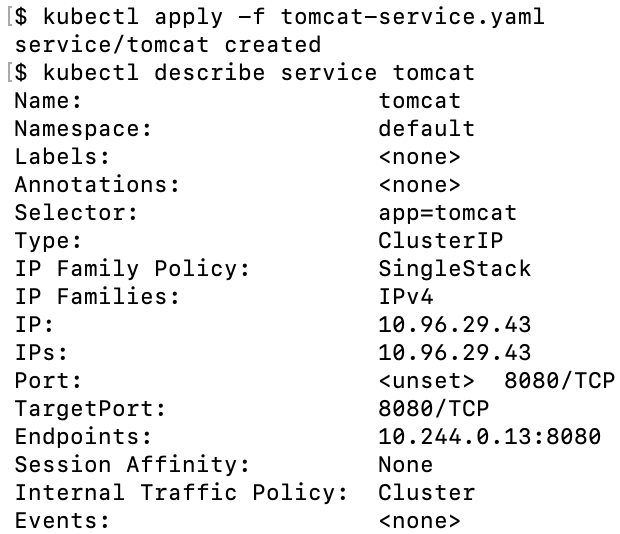 [$ kubectl apply -f tomcat-service.yaml
service/tomcat created
[$ kubectl describe service tomcat
Name:                     tomcat
Namespace:                default
Labels:                   <none>
Annotations:              <none>
Selector:                 app=tomcat
Type:                     ClusterIP
IP Family Policy:         SingleStack
IP Families:              IPv4
IP:                       10.96.29.43
IPs:                      10.96.29.43
Port:                     <unset>  8080/TCP
TargetPort:               8080/TCP
Endpoints:                10.244.0.13:8080
Session Affinity:         None
Internal Traffic Policy:  Cluster
Events:                   <none>